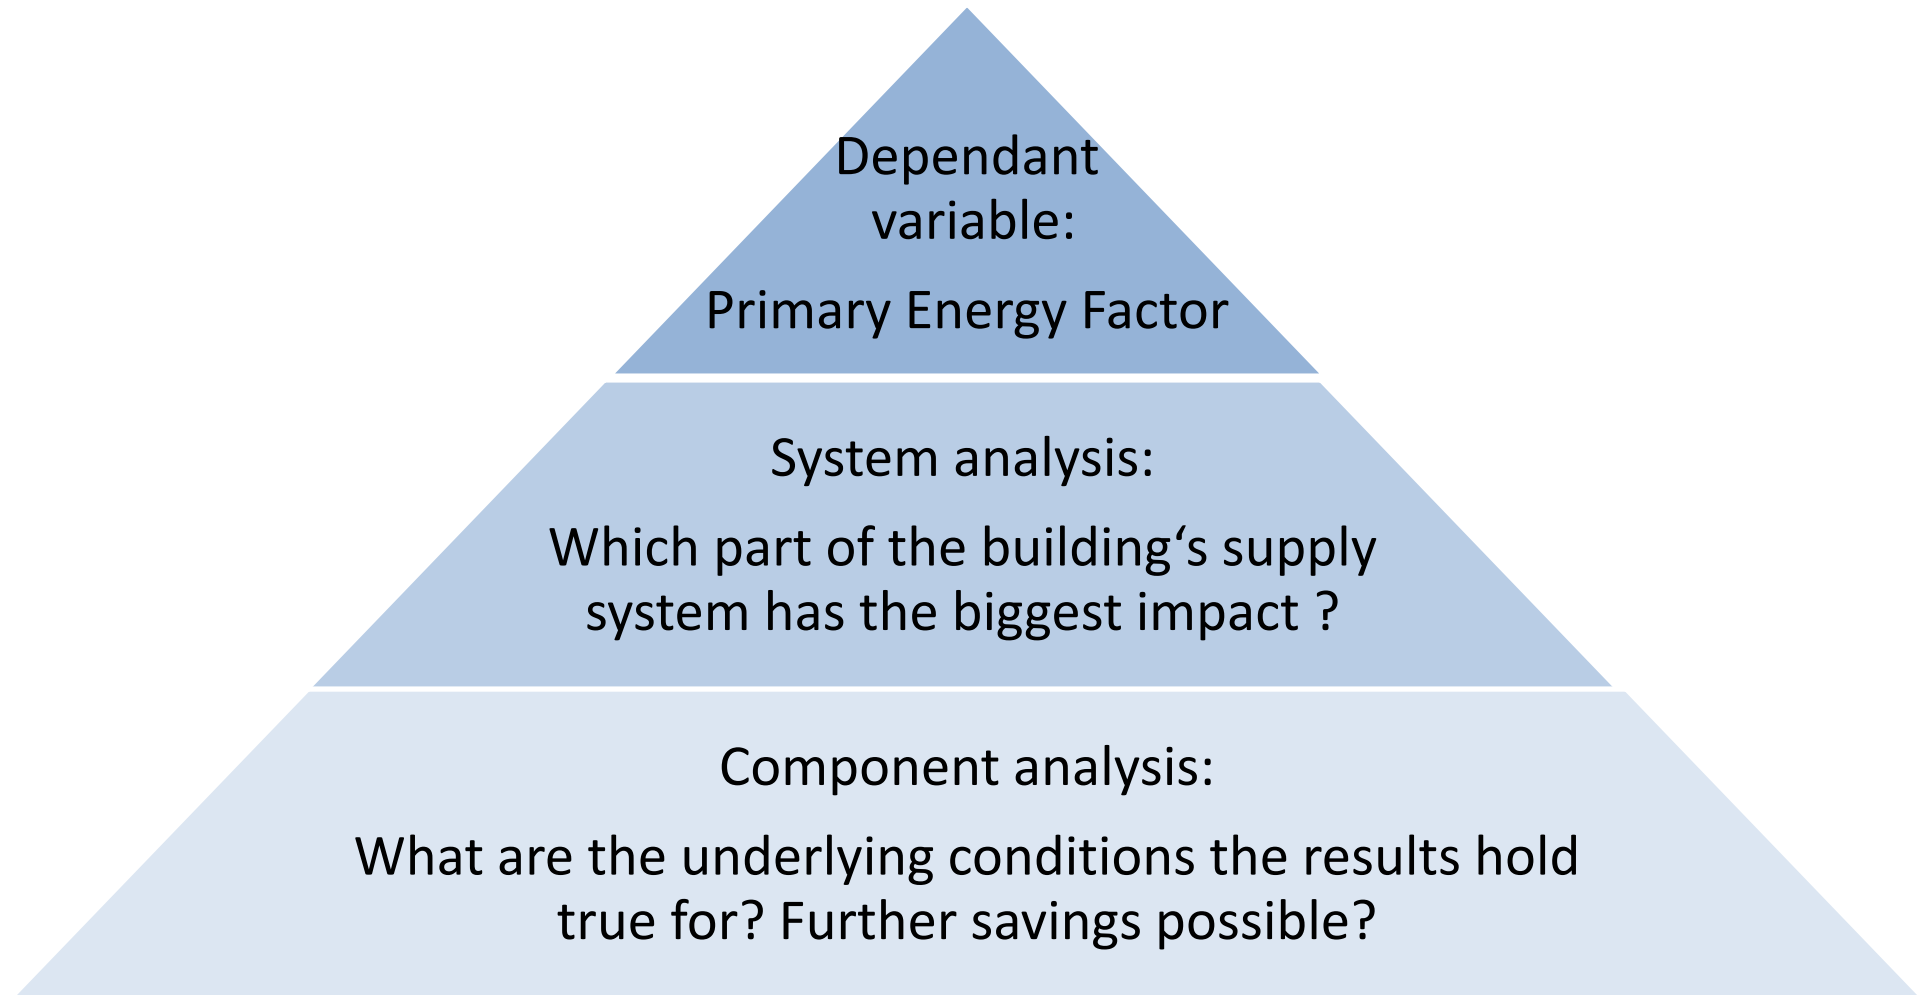 Dependant
variable:
Primary Energy Factor
System analysis:
Which part of the building‘s supply
system has the biggest impact ?
Component analysis:
What are the underlying conditions the results hold
true for? Further savings possible?